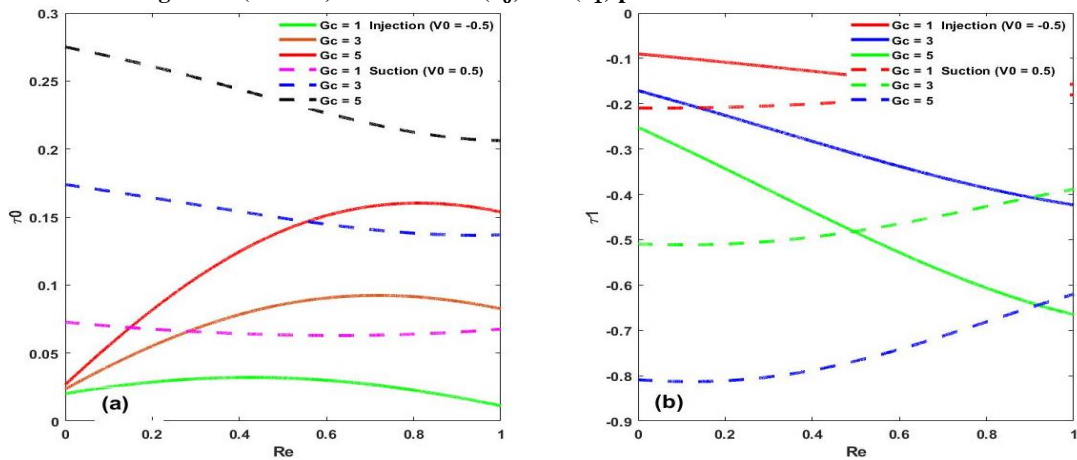 0.3
0.25
0.2
0.15
0.1
0.05
0
τ0
Gc = 1 Injection (V0 = -0.5)
Gc = 3
Gc = 5
Gc = 1 Suction (V0 = 0.5)
Gc = 3
Gc = 5
(a)
0 0.2 0.4 0.6 0.8 1
Re
0
-0.1
-0.2
-0.3
-0.4
-0.5
-0.6
-0.7
-0.8
-0.9
τ1
Gc = 1 Injection (V0 = -0.5)
Gc = 3
Gc = 5
Gc = 1 Suction (V0 = 0.5)
Gc = 3
Gc = 5
(b)
0 0.2 0.4 0.6 0.8 1
Re